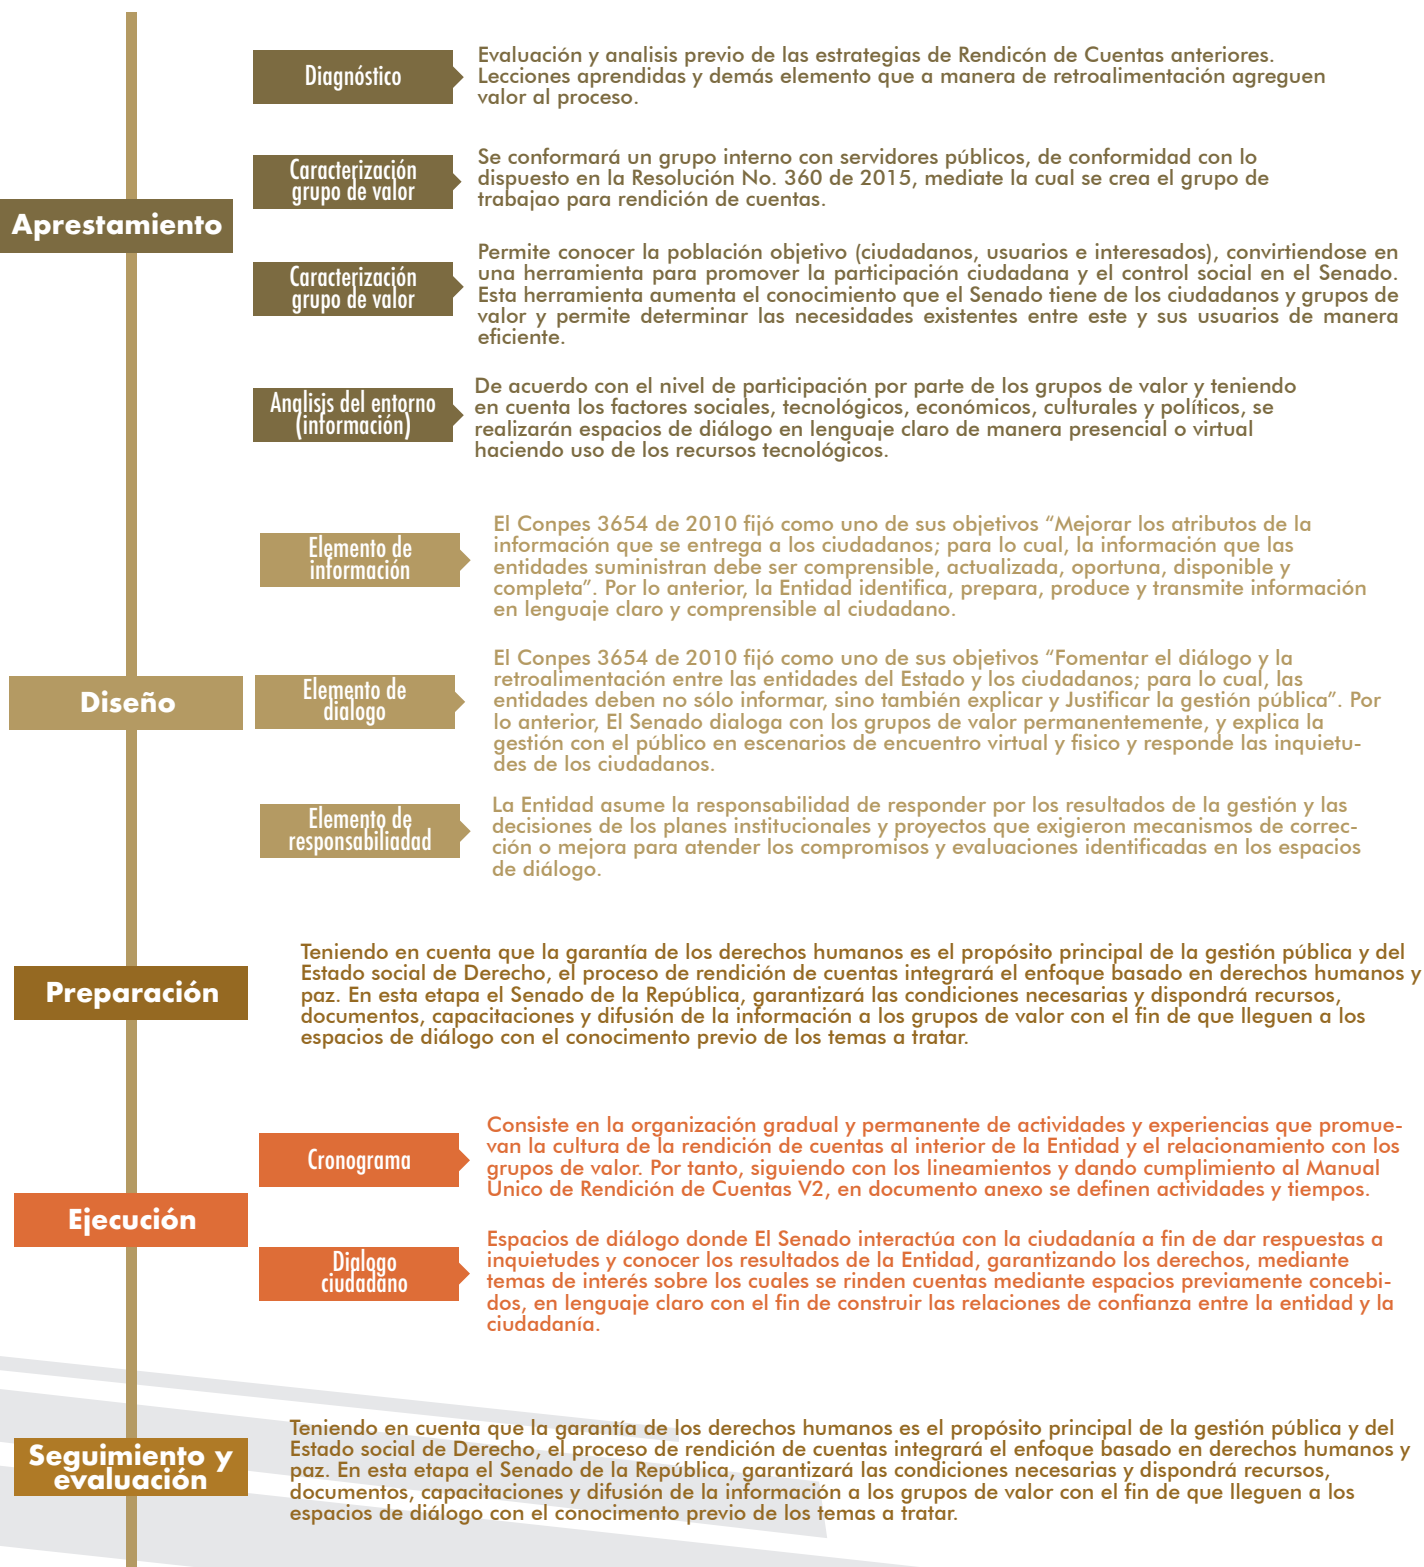 Aprestamiento
Diagnóstico
Evaluación y analisis previo de las estrategias de Rendicón de Cuentas anteriores.
Lecciones aprendidas y demás elemento que a manera de retroalimentación agreguen
valor al proceso.
Caracterización
grupo de valor
Se conformará un grupo interno con servidores públicos, de conformidad con lo
dispuesto en la Resolución No. 360 de 2015, mediate la cual se crea el grupo de
trabajao para rendición de cuentas.
Caracterización
grupo de valor
Permite conocer la población objetivo (ciudadanos, usuarios e interesados), convirtiendose en
una herramienta para promover la participación ciudadana y el control social en el Senado.
Esta herramienta aumenta el conocimiento que el Senado tiene de los ciudadanos y grupos de
valor y permite determinar las necesidades existentes entre este y sus usuarios de manera
eficiente.
Analisis del entorno
(información)
De acuerdo con el nivel de participación por parte de los grupos de valor y teniendo
en cuenta los factores sociales, tecnológicos, económicos, culturales y políticos, se
realizarán espacios de diálogo en lenguaje claro de manera presencial o virtual
haciendo uso de los recursos tecnológicos.
Diseño
Elemento de
información
El Conpes 3654 de 2010 fijó como uno de sus objetivos “Mejorar los atributos de la
información que se entrega a los ciudadanos; para lo cual, la información que las
entidades suministran debe ser comprensible, actualizada, oportuna, disponible y
completa”. Por lo anterior, la Entidad identifica, prepara, produce y transmite información
en lenguaje claro y comprensible al ciudadano.
Elemento de
dialogo
El Conpes 3654 de 2010 fijó como uno de sus objetivos “Fomentar el diálogo y la
retroalimentación entre las entidades del Estado y los ciudadanos; para lo cual, las
entidades deben no sólo informar, sino también explicar y Justificar la gestión pública”. Por
lo anterior, El Senado dialoga con los grupos de valor permanentemente, y explica la
gestión con el público en escenarios de encuentro virtual y fisico y responde las inquietu-
des de los ciudadanos.
Elemento de
responsabiliadad
La Entidad asume la responsabilidad de responder por los resultados de la gestión y las
decisiones de los planes institucionales y proyectos que exigieron mecanismos de correc-
ción o mejora para atender los compromisos y evaluaciones identificadas en los espacios
de diálogo.
Preparación
Teniendo en cuenta que la garantía de los derechos humanos es el propósito principal de la gestión pública y del
Estado social de Derecho, el proceso de rendición de cuentas integrará el enfoque basado en derechos humanos y
paz. En esta etapa el Senado de la República, garantizará las condiciones necesarias y dispondrá recursos,
documentos, capacitaciones y difusión de la información a los grupos de valor con el fin de que lleguen a los
espacios de diálogo con el conocimiento previo de los temas a tratar.
Ejecución
Cronograma
Consiste en la organización gradual y permanente de actividades y experiencias que promue-
van la cultura de la rendición de cuentas al interior de la Entidad y el relacionamiento con los
grupos de valor. Por tanto, siguiendo con los lineamientos y dando cumplimiento al Manual
Único de Rendición de Cuentas V2, en documento anexo se definen actividades y tiempos.
Dialogo
ciudadano
Espacios de diálogo donde El Senado interactúa con la ciudadanía a fin de dar respuestas a
inquietudes y conocer los resultados de la Entidad, garantizando los derechos, mediante
temas de interés sobre los cuales se rinden cuentas mediante espacios previamente concebi-
dos, en lenguaje claro con el fin de construir las relaciones de confianza entre la entidad y la
ciudadanía.
Seguimiento y
evaluación
Teniendo en cuenta que la garantía de los derechos humanos es el propósito principal de la gestión pública y del
Estado social de Derecho, el proceso de rendición de cuentas integrará el enfoque basado en derechos humanos y
paz. En esta etapa el Senado de la República, garantizará las condiciones necesarias y dispondrá recursos,
documentos, capacitaciones y difusión de la información a los grupos de valor con el fin de que lleguen a los
espacios de diálogo con el conocimiento previo de los temas a tratar.